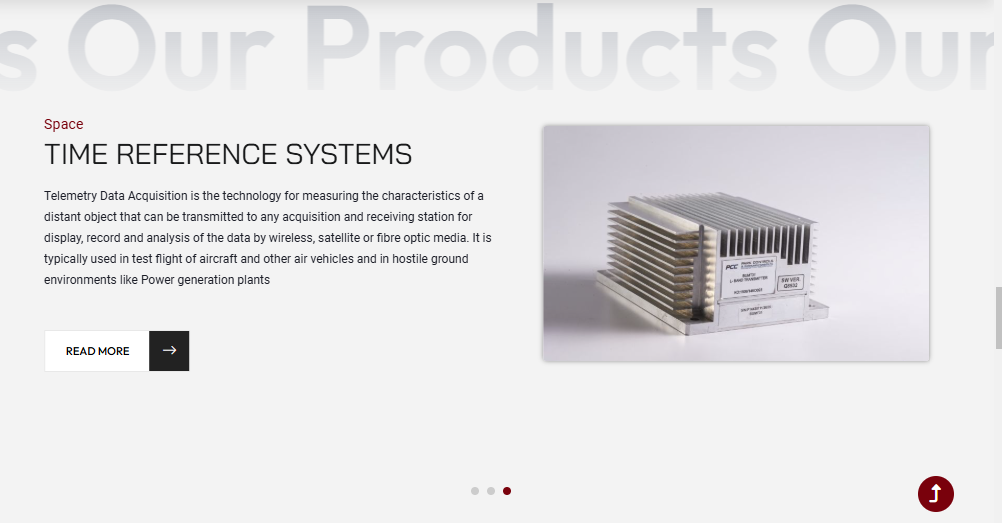 s Our Products Our
Space
TIME REFERENCE SYSTEMS
Telemetry Data Acquisition is the technology for measuring the characteristics of a
distant object that can be transmitted to any acquisition and receiving station for
display, record and analysis of the data by wireless, satellite or fibre optic media. It is
typically used in test flight of aircraft and other air vehicles and in hostile ground
environments like Power generation plants
READ MORE
PCC